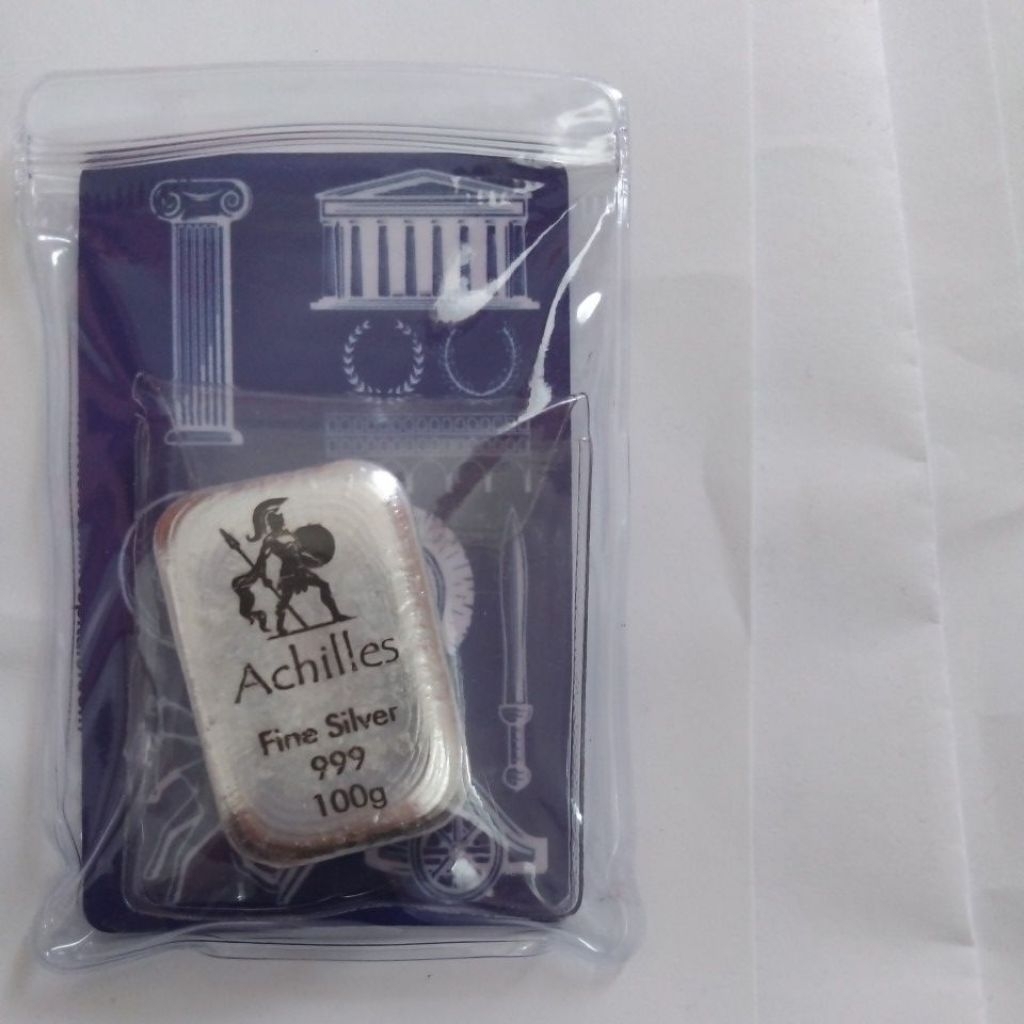 Achilles
Fine Silver
999
100g